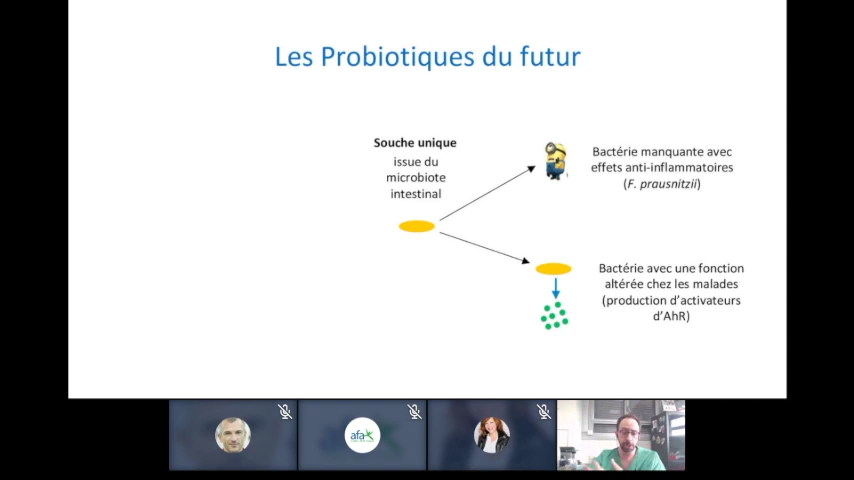 Les Probiotiques du futur
Souche unique
issue du
microbiote
intestinal
Bactérie manquante avec
effets anti-inflammatoires
(F. prausnitzii)
Bactérie avec une fonction
altérée chez les malades
(production d'activateurs
d'AhR)
afa